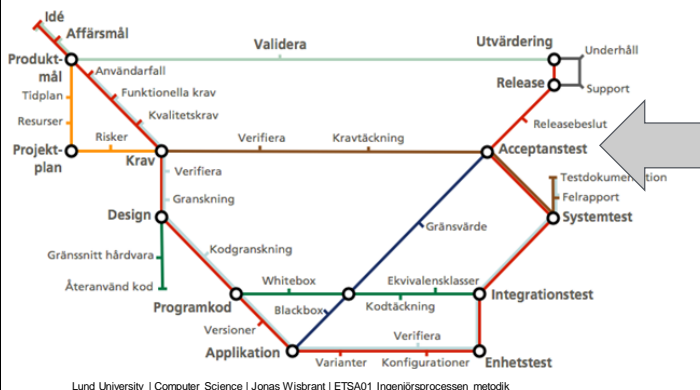 Idé
Affärsmål
Validera
Utvärdering
Underhåll
Produkt-
mål
Användarfall
Release
Support
Tidplan
Funktionella krav
Kvalitetskrav
Resurser
Releasebeslut
Risker
Verifiera
Kravtäckning
Acceptanstest
Projekt-
plan
Krav
Verifiera
Testdokumentation
Granskning
Felrapport
Design
Systemtest
Gränsvärde
Kodgranskning
Gränssnitt hårdvara
Whitebox
Ekvivalensklasser
Återanvänd kod
Integrationstest
Programkod
Blackbox
Kodtäckning
Versioner
Verifiera
Applikation
Varianter
Konfigurationer
Enhetstest
Lund University | Computer Science | Jonas Wisbrant | ETSA01 Ingenjörsprocessen metodik